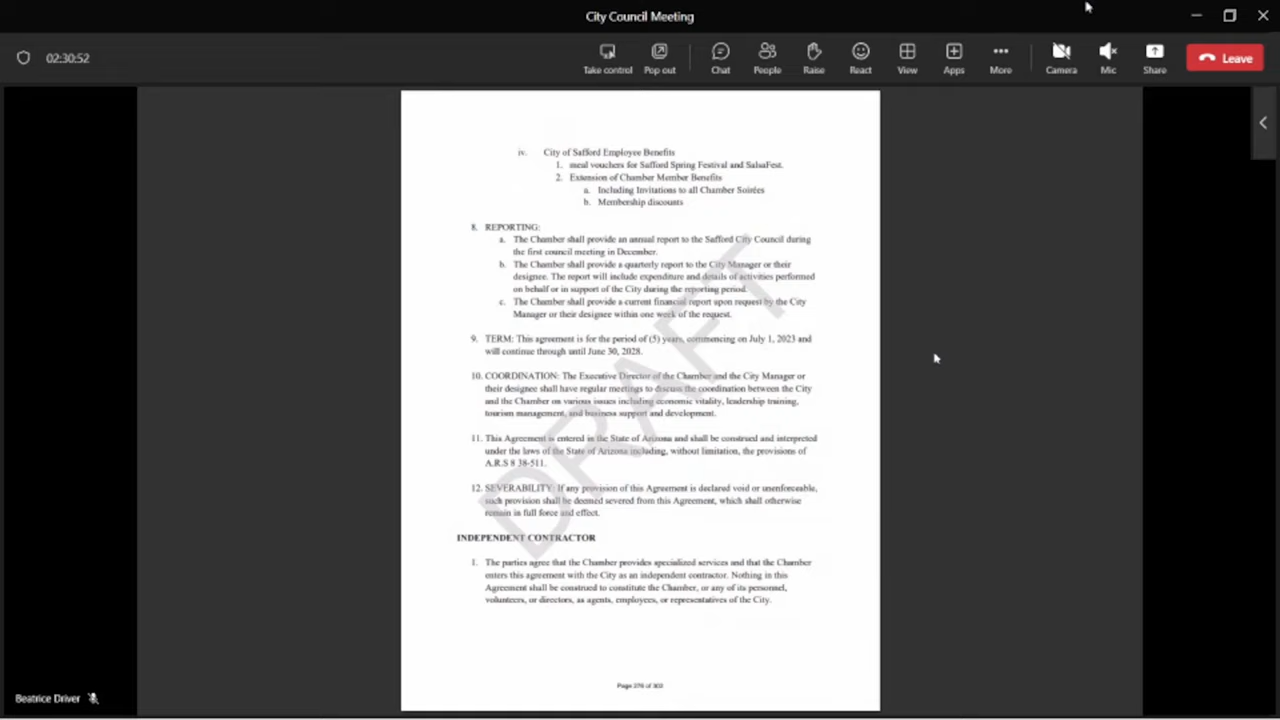 City Council Meeting
02:30:52
Take control
Pop out
Chat
People
Raise
React
View
Apps
More
Camera
Mic
Share
Leave
iv. City of Safford Employee Benefits
1. meal vouchers for Safford Spring Festival and SalsaFest.
2. Extension of Chamber Member Benefits
a. Including Invitations to all Chamber Soirées
b. Membership discounts
8. REPORTING:
a. The Chamber shall provide an annual report to the Safford City Council during
the first council meeting in December.
b. The Chamber shall provide a quarterly report to the City Manager or their
designee. The report will include expenditure and details of activities performed
on behalf or in support of the City during the reporting period.
c. The Chamber shall provide a current financial report upon request by the City
Manager or their designee within one week of the request.
9. TERM: This agreement is for the period of (5) years, commencing on July 1, 2023 and
will continue through until June 30, 2028.
10. COORDINATION: The Executive Director of the Chamber and the City Manager or
their designee shall have regular meetings to discuss the coordination between the City
and the Chamber on various issues including economic vitality, leadership training,
tourism management, and business support and development.
11. This Agreement is entered in the State of Arizona and shall be construed and interpreted
under the laws of the State of Arizona including, without limitation, the provisions of
A.R.S 8 38-511.
12. SEVERABILITY: If any provision of this Agreement is declared void or unenforceable,
such provision shall be deemed severed from this Agreement, which shall otherwise
remain in full force and effect.
INDEPENDENT CONTRACTOR
1. The parties agree that the Chamber provides specialized services and that the Chamber
enters this agreement with the City as an independent contractor. Nothing in this
Agreement shall be construed to constitute the Chamber, or any of its personnel,
volunteers, or directors, as agents, employees, or representatives of the City.
DRAFT
Page 276 of 302
Beatrice Driver